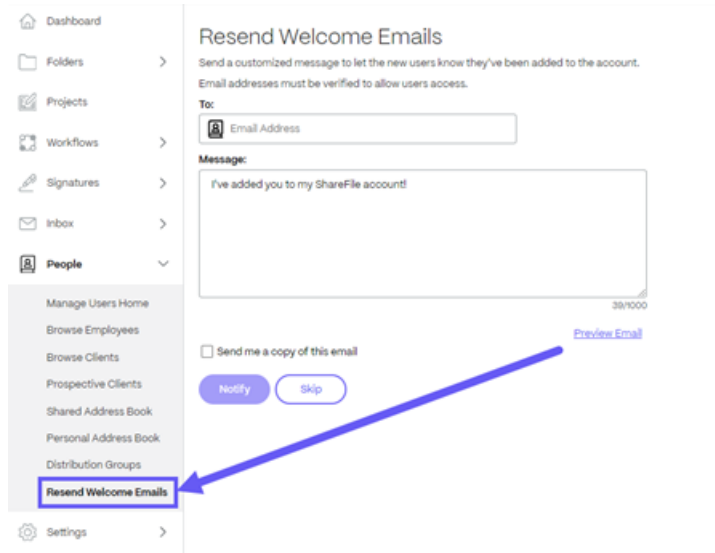 Dashboard
Folders
Projects
Workflows
Signatures
Inbox
People
Manage Users Home
Browse Employees
Browse Clients
Prospective Clients
Shared Address Book
Personal Address Book
Distribution Groups
Resend Welcome Emails
Settings
Resend Welcome Emails
Send a customized message to let the new users know they've been added to the account.
Email addresses must be verified to allow users access.
To:
Email Address
Message:
I've added you to my ShareFile account!
39/1000
Preview Email
Send me a copy of this email
Notify
Skip